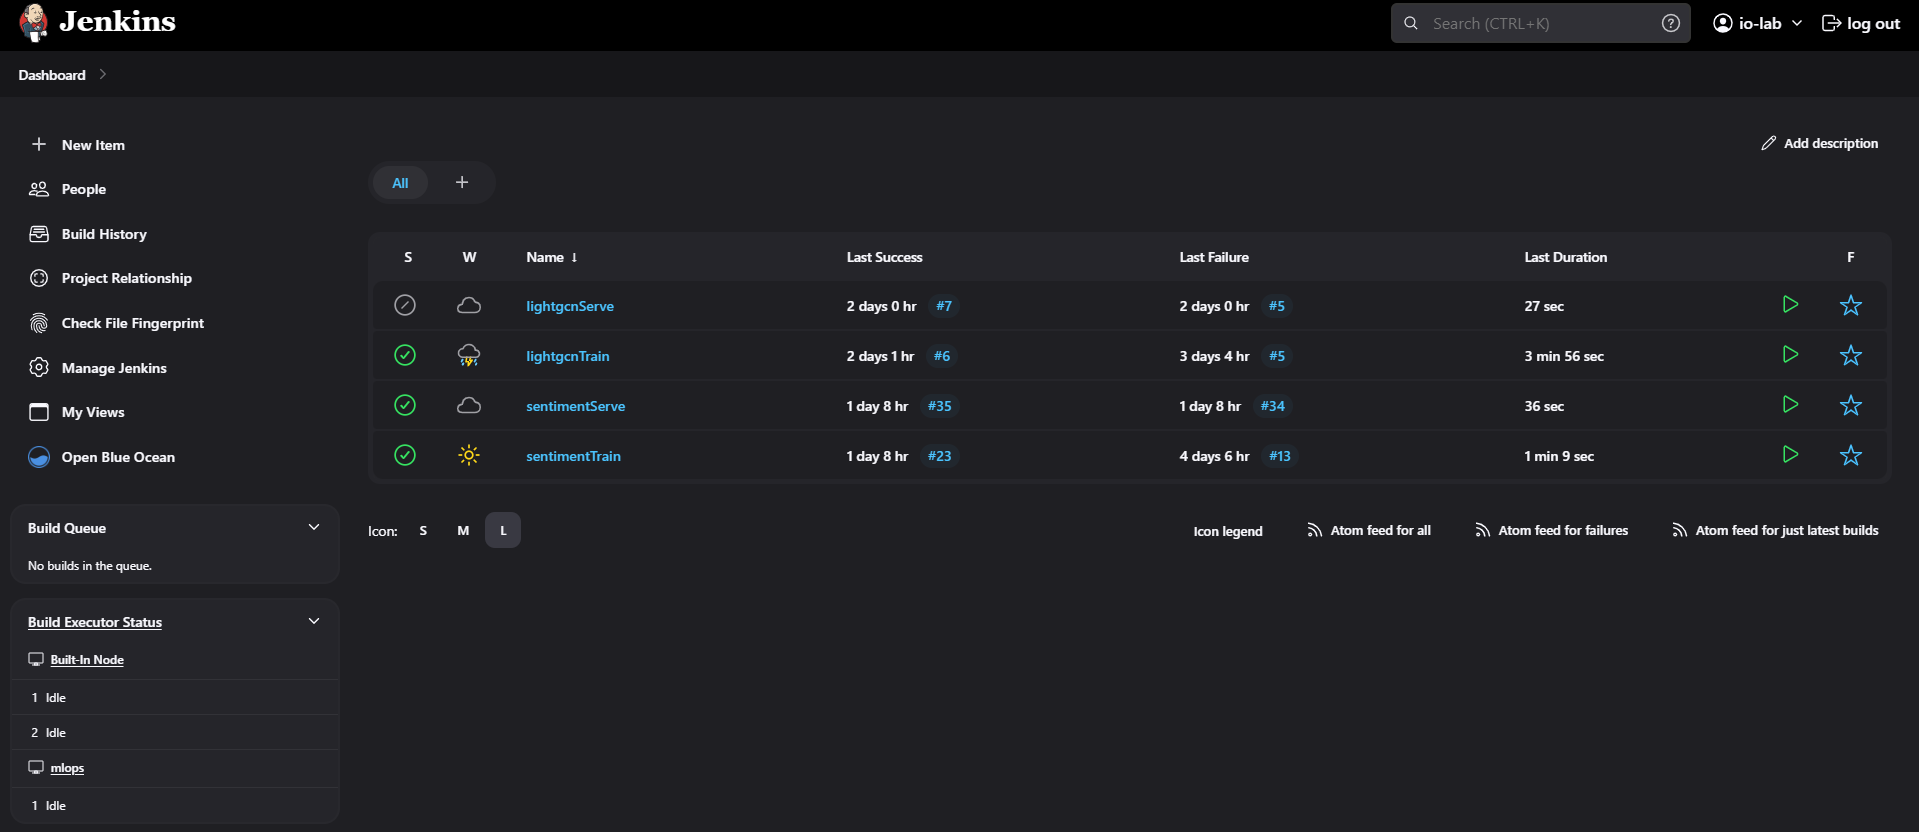 Jenkins
Search (CTRL+K)
io-lab
log out
Dashboard
New Item
People
Build History
Project Relationship
Check File Fingerprint
Manage Jenkins
My Views
Open Blue Ocean
Build Queue
No builds in the queue.
Build Executor Status
Built-In Node
1 Idle
2 Idle
mlops
1 Idle
Add description
All +
S W Name ↓ Last Success Last Failure Last Duration F
lightgcnServe 2 days 0 hr #7 2 days 0 hr #5 27 sec
lightgcnTrain 2 days 1 hr #6 3 days 4 hr #5 3 min 56 sec
sentimentServe 1 day 8 hr #35 1 day 8 hr #34 36 sec
sentimentTrain 1 day 8 hr #23 4 days 6 hr #13 1 min 9 sec
Icon: S M L
Icon legend Atom feed for all Atom feed for failures Atom feed for just latest builds